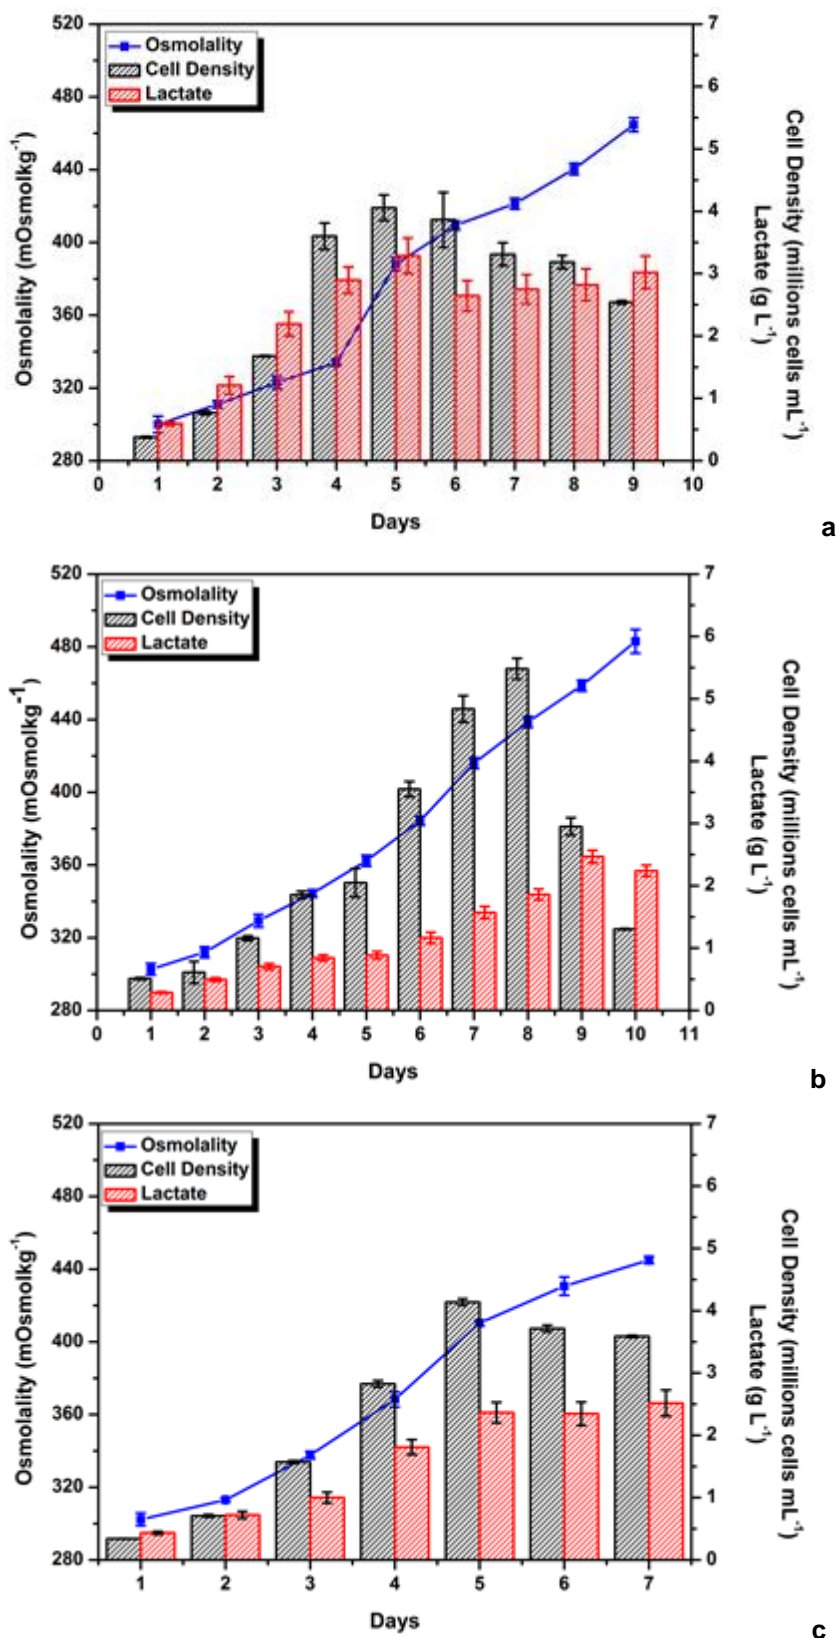 520
480
440
400
360
320
280
Osmolality (mOsmolkg-1)
Osmolality
Cell Density
Lactate
7
6
5
4
3
2
1
0
Cell Density (millions cells mL-1)
Lactate (g L-1)
0 1 2 3 4 5 6 7 8 9 10
Days
a
520
480
440
400
360
320
280
Osmolality (mOsmolkg-1)
Osmolality
Cell Density
Lactate
7
6
5
4
3
2
1
0
Cell Density (millions cells mL-1)
Lactate (g L-1)
0 1 2 3 4 5 6 7 8 9 10 11
Days
b
520
480
440
400
360
320
280
Osmolality (mOsmolkg-1)
Osmolality
Cell Density
Lactate
7
6
5
4
3
2
1
0
Cell Density (millions cells mL-1)
Lactate (g L-1)
1 2 3 4 5 6 7
Days
c